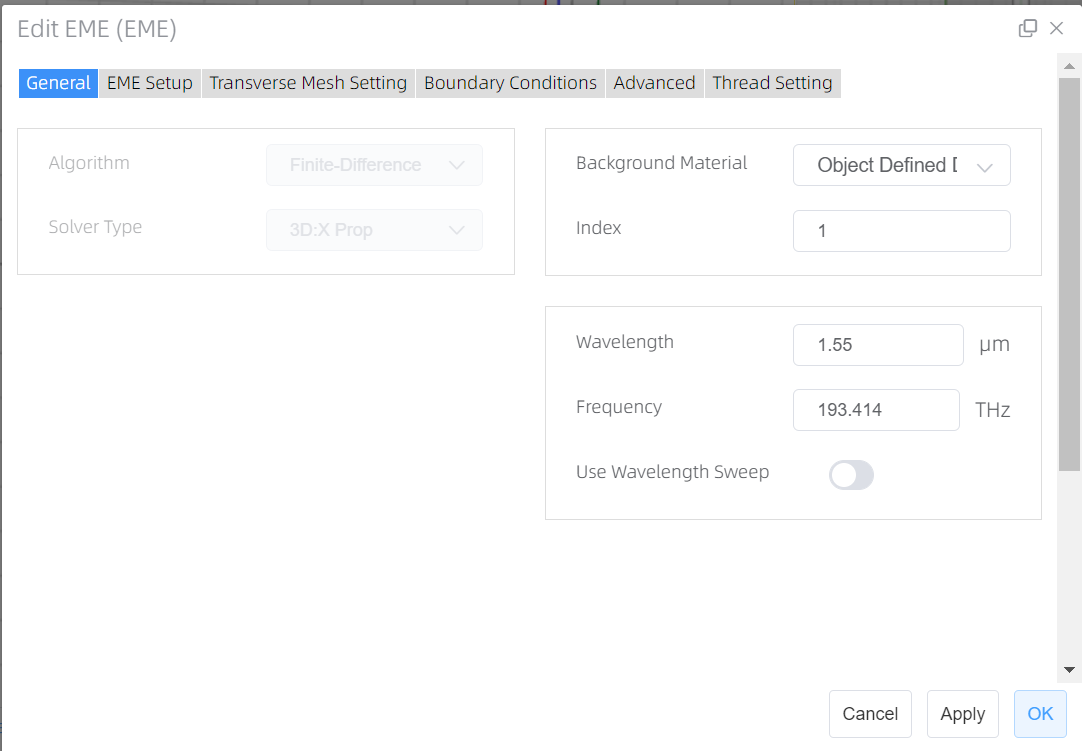 Edit EME (EME)
General EME Setup Transverse Mesh Setting Boundary Conditions Advanced Thread Setting
Algorithm Finite-Difference
Solver Type 3D:X Prop
Background Material Object Defined
Index 1
Wavelength 1.55 µm
Frequency 193.414 THz
Use Wavelength Sweep
Cancel Apply OK